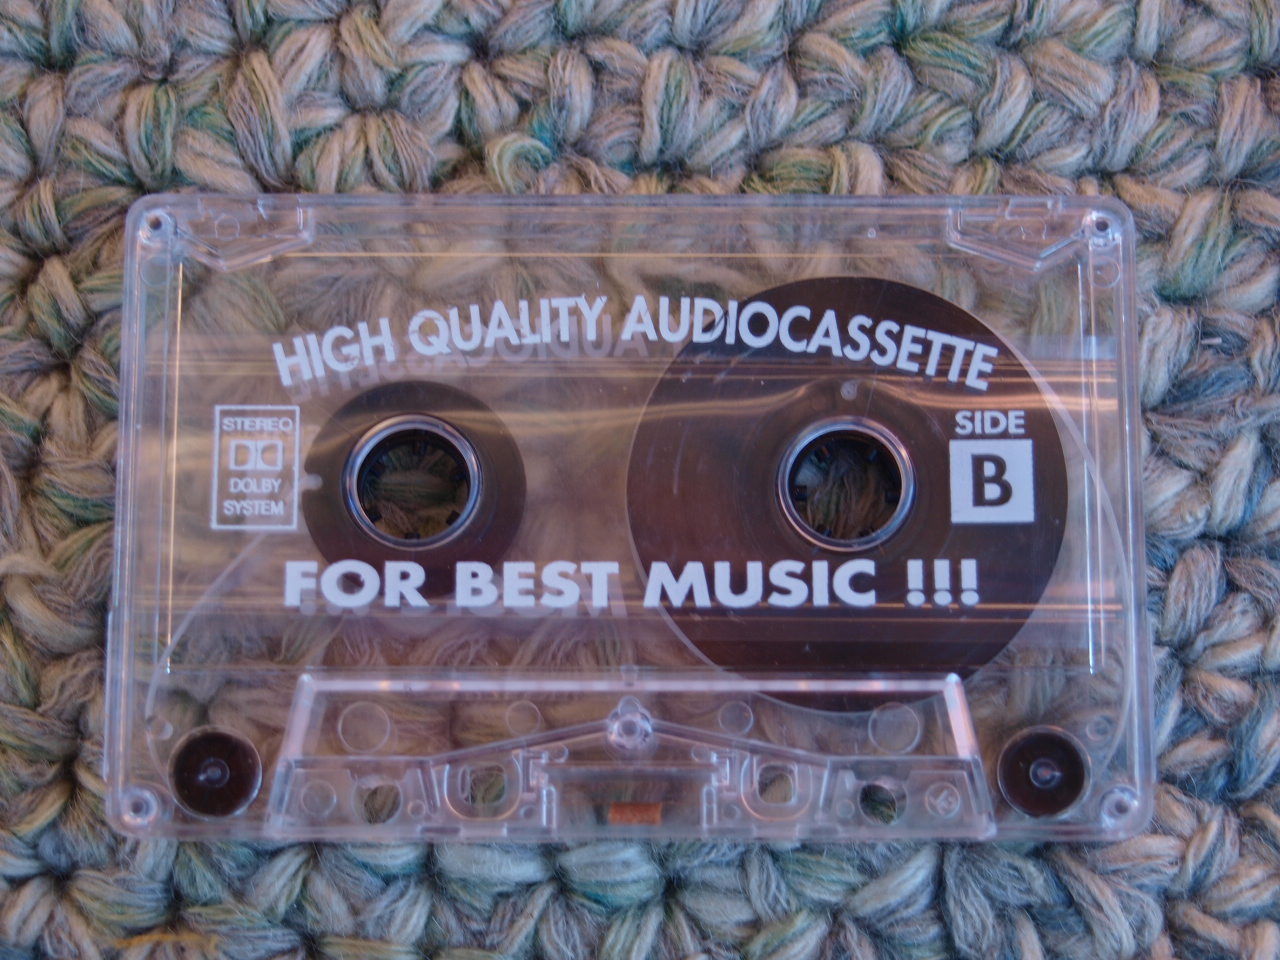 HIGH QUALITY AUDIOCASSETTE
STEREO
DOLBY
SYSTEM
SIDE
B
FOR BEST MUSIC !!!